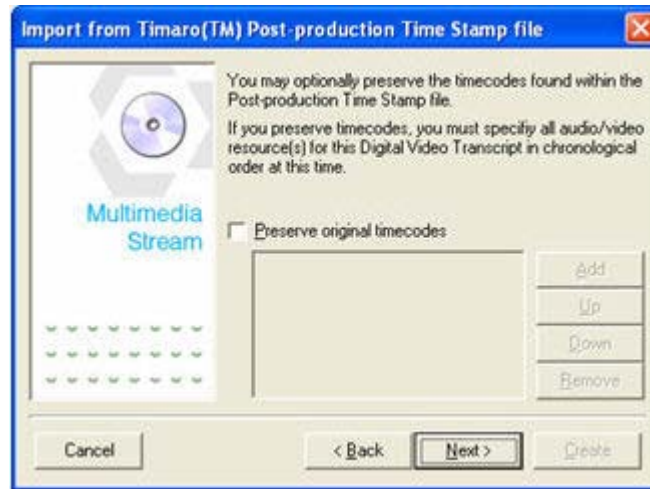 Import from Timaro(TM) Post-production Time Stamp file
You may optionally preserve the timecodes found within the
Post-production Time Stamp file.
If you preserve timecodes, you must specifiy all audio/video
resource(s) for this Digital Video Transcript in chronological
order at this time.
Multimedia
Stream
Preserve original timecodes
Add
Up
Down
Remove
Cancel
< Back
Next >
Create